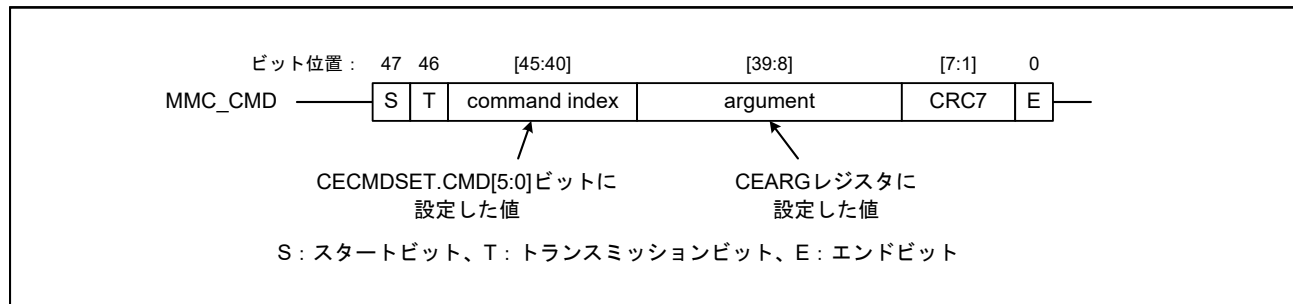 ビット位置： 47 46 [45:40] [39:8] [7:1] 0
MMC_CMD S T command index argument CRC7 E
CECMDSET.CMD[5:0]ビットに CEARGレジスタに
設定した値 設定した値
S：スタートビット、T：トランスミッションビット、E：エンドビット